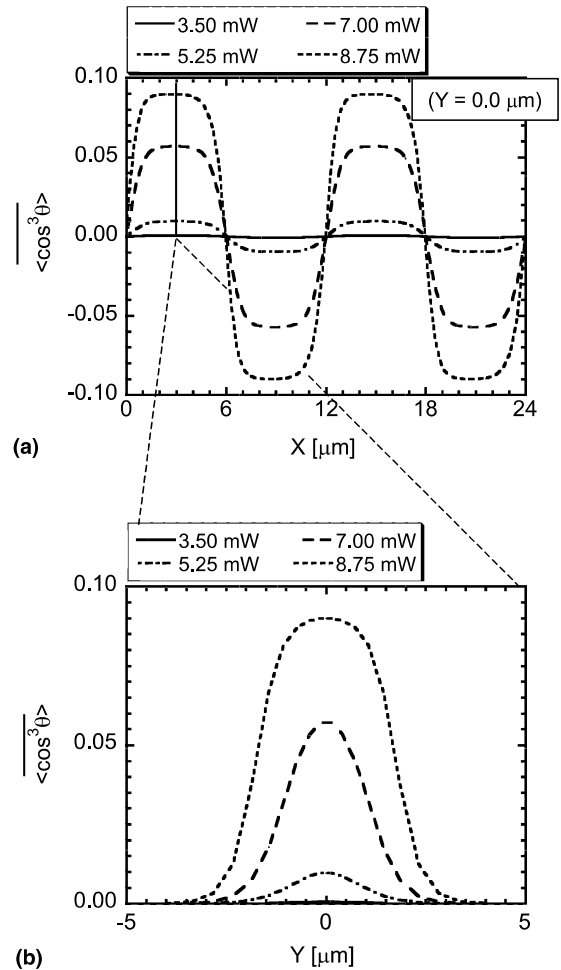 3.50 mW 7.00 mW
5.25 mW 8.75 mW
0.10
(Y = 0.0 μm)
0.05
0.00
-0.05
-0.10
<cos³θ>
0 6 12 18 24
(a)
X [μm]
3.50 mW 7.00 mW
5.25 mW 8.75 mW
0.10
0.05
0.00
<cos³θ>
-5 0 5
(b)
Y [μm]